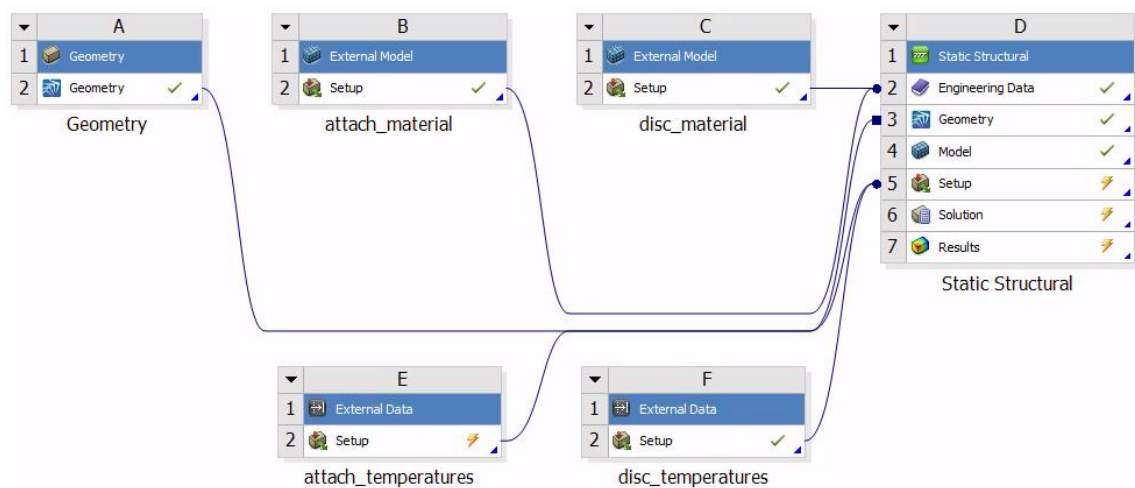 A
1 Geometry
2 Geometry
Geometry
B
1 External Model
2 Setup
attach_material
C
1 External Model
2 Setup
disc_material
D
1 Static Structural
2 Engineering Data
3 Geometry
4 Model
5 Setup
6 Solution
7 Results
Static Structural
E
1 External Data
2 Setup
attach_temperatures
F
1 External Data
2 Setup
disc_temperatures